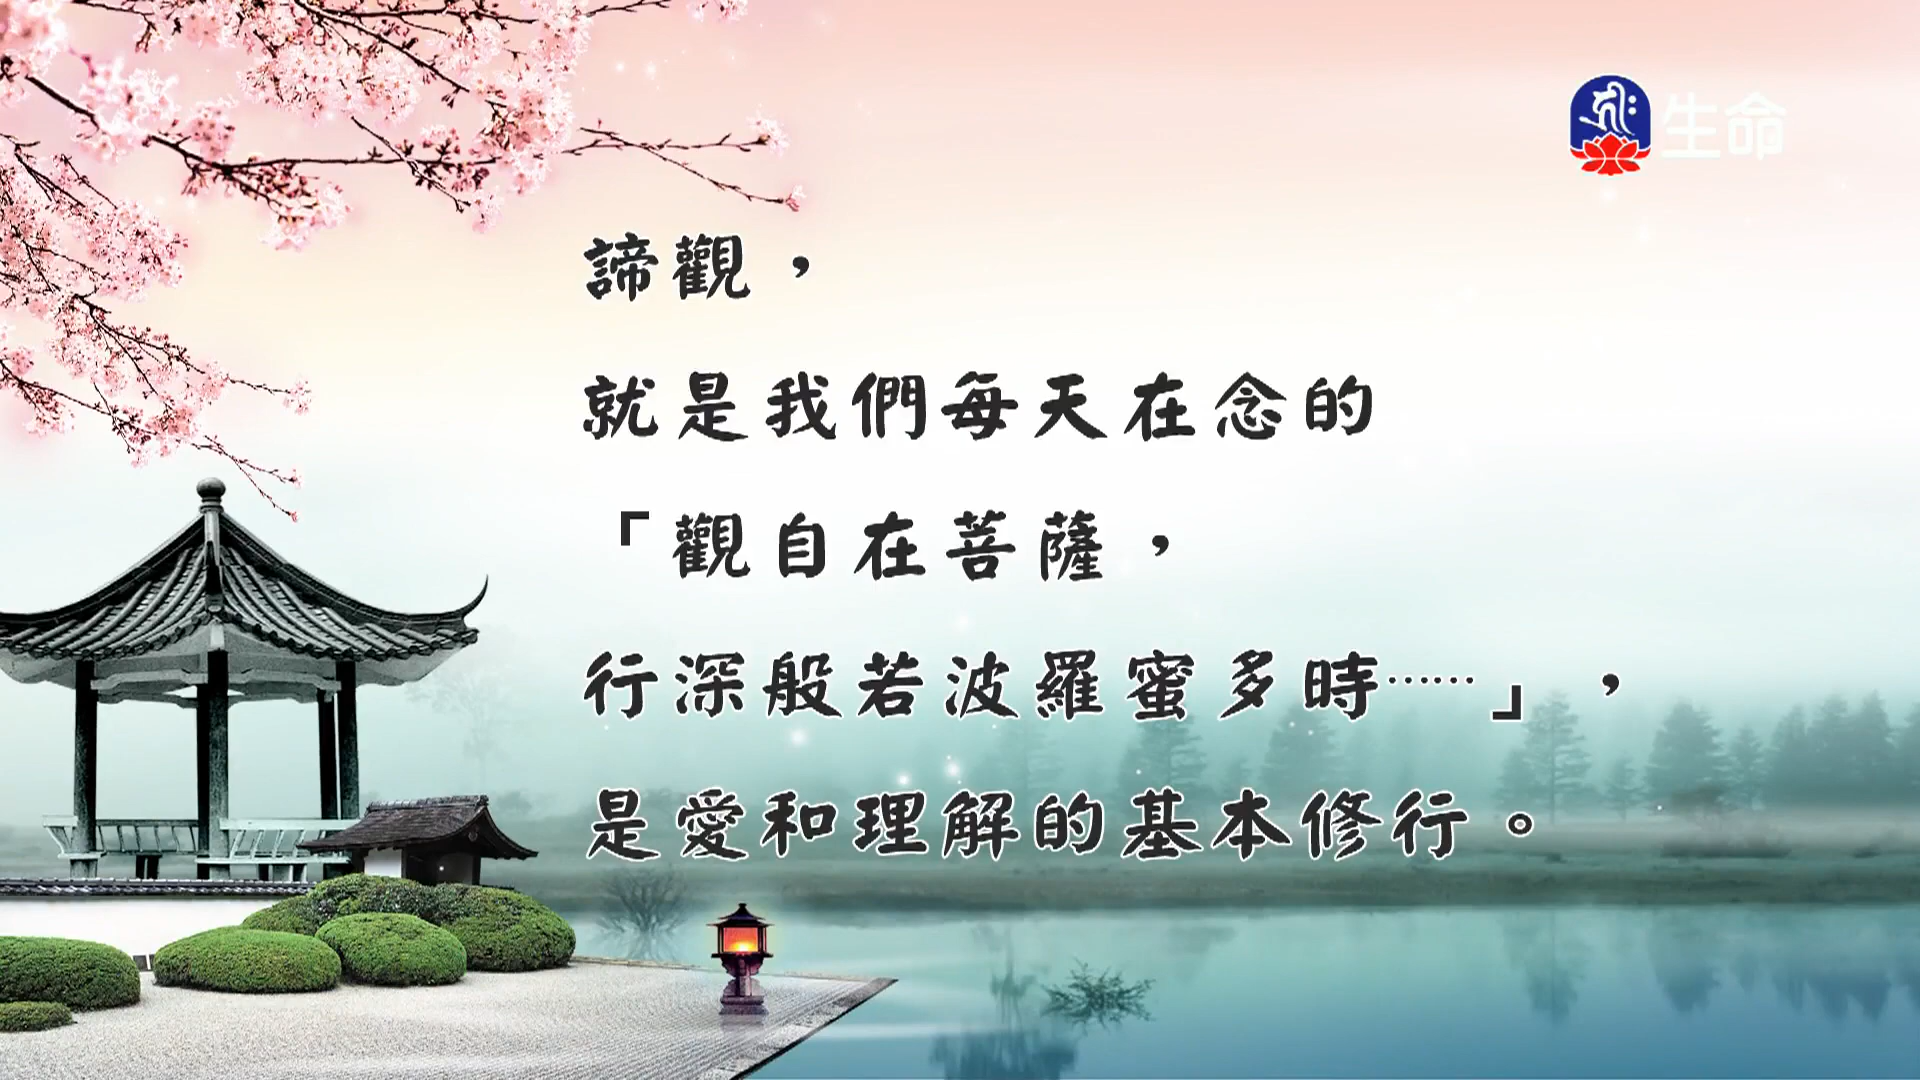 生命
諦觀，
就是我們每天在念的
「觀自在菩薩，
行深般若波羅蜜多時……」，
是愛和理解的基本修行。